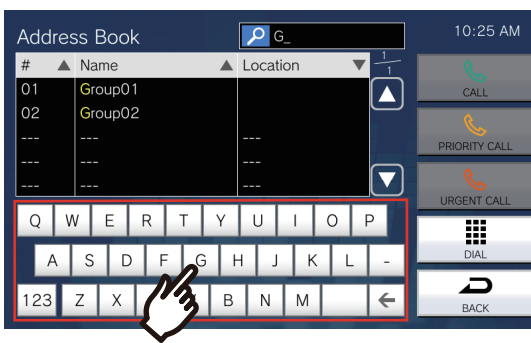 Address Book
G_
10:25 AM
# Name Location
1
1
01 Group01
02 Group02
--- --- ---
--- --- ---
--- --- ---
CALL
PRIORITY CALL
URGENT CALL
DIAL
BACK
Q W E R T Y U I O P
A S D F G H J K L -
123 Z X B N M